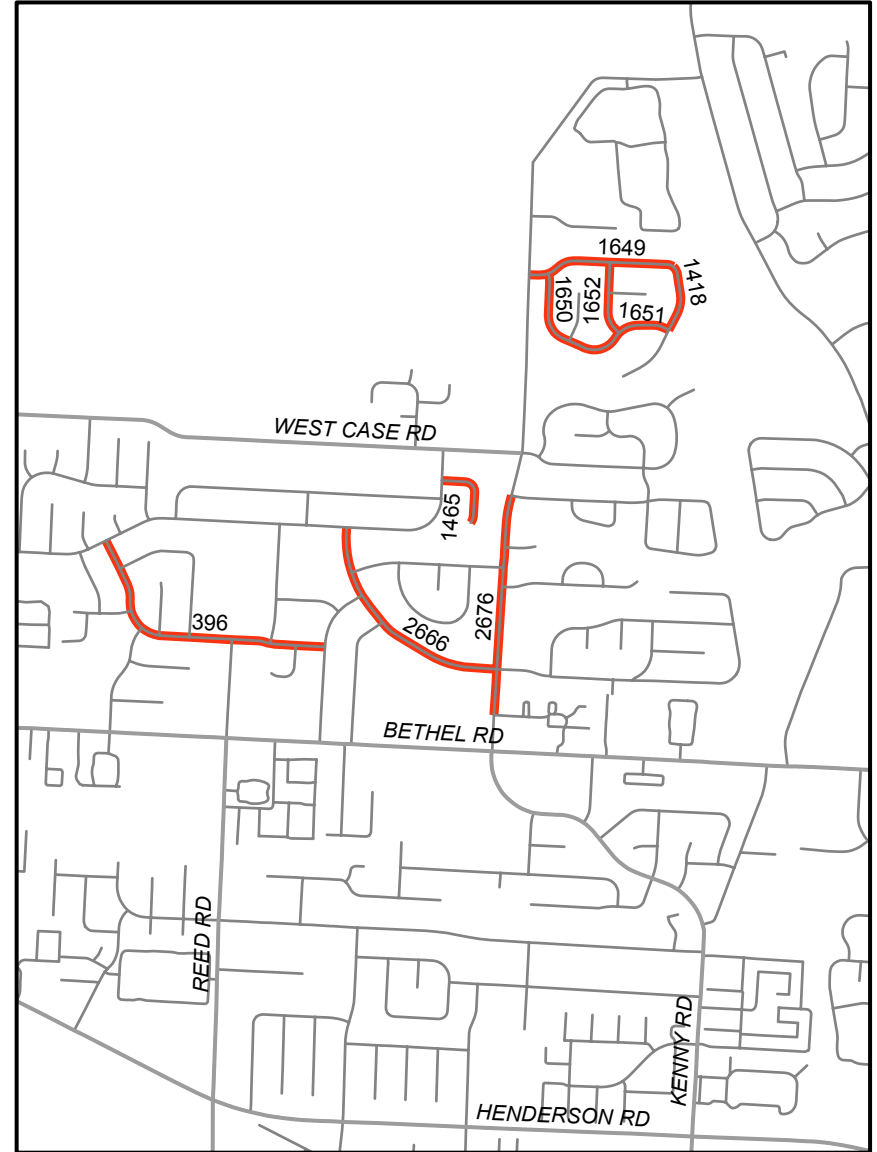 1649
1418
1650
1652
1651
WEST CASE RD
1465
396
2666
2676
BETHEL RD
REED RD
KENNY RD
HENDERSON RD